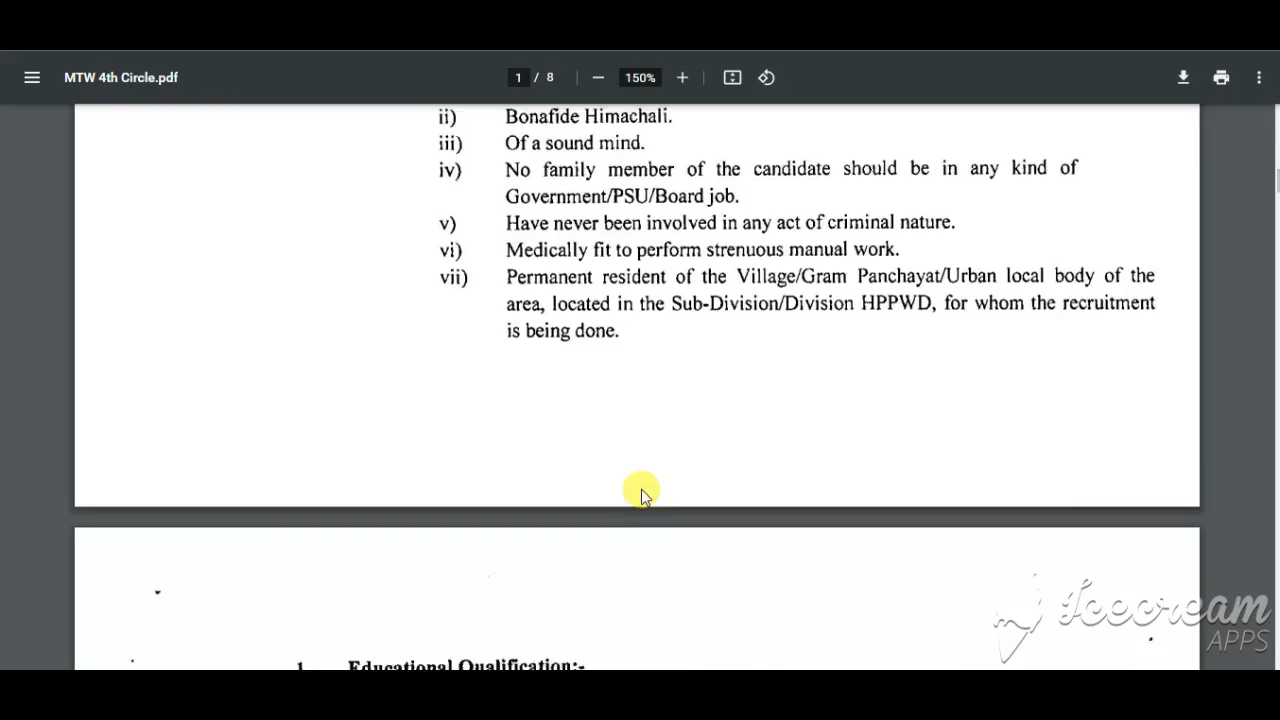 MTW 4th Circle.pdf
1 / 8
150%
ii) Bonafide Himachali.
iii) Of a sound mind.
iv) No family member of the candidate should be in any kind of
Government/PSU/Board job.
v) Have never been involved in any act of criminal nature.
vi) Medically fit to perform strenuous manual work.
vii) Permanent resident of the Village/Gram Panchayat/Urban local body of the
area, located in the Sub-Division/Division HPPWD, for whom the recruitment
is being done.
Icecream
APPS
1 Educational Qualification:-